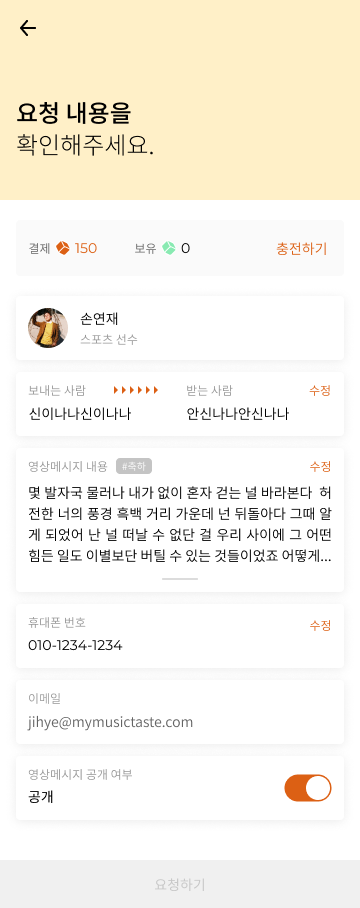 요청 내용을
확인해주세요.
결제 150 보유 0 충전하기
손연재
스포츠 선수
보내는 사람 받는 사람 수정
신이나나신이나나 안신나나안신나나
영상메시지 내용 #축하 수정
몇 발자국 물러나 내가 없이 혼자 걷는 널 바라본다 허
전한 너의 풍경 흑백 거리 가운데 넌 뒤돌아다 그때 알
게 되었어 난 널 떠날 수 없단 걸 우리 사이에 그 어떤
힘든 일도 이별보단 버틸 수 있는 것들이었죠 어떻게...
휴대폰 번호 수정
010-1234-1234
이메일
jihye@mymusictaste.com
영상메시지 공개 여부
공개
요청하기